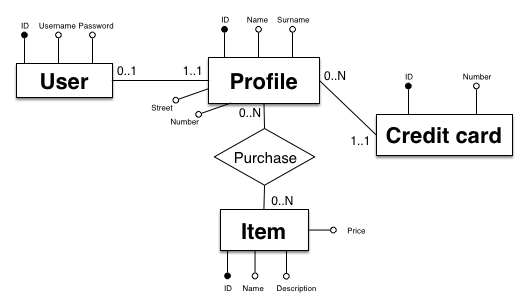 ID Username Password
User
0..1
1..1
ID Name Surname
Profile
Street
Number
0..N
0..N
ID Number
1..1
Credit card
Purchase
0..N
Item
Price
ID Name Description